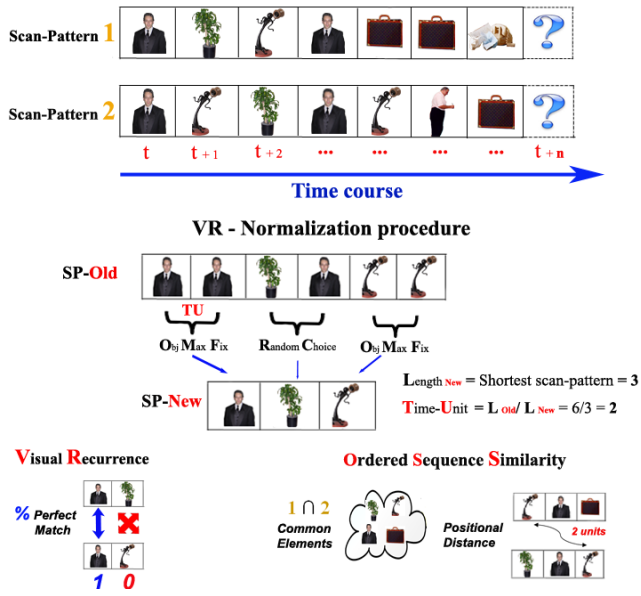 Scan-Pattern 1
?
Scan-Pattern 2
?
t t + 1 t + 2 ... ... ... ... t + n
Time course
VR - Normalization procedure
SP-Old
TU
Obj Max Fix Random Choice Obj Max Fix
SP-New
Length New = Shortest scan-pattern = 3
Time-Unit = L Old/ L New = 6/3 = 2
Visual Recurrence
Ordered Sequence Similarity
% Perfect Match
1 0
1 ∩ 2
Common Elements
Positional Distance
2 units